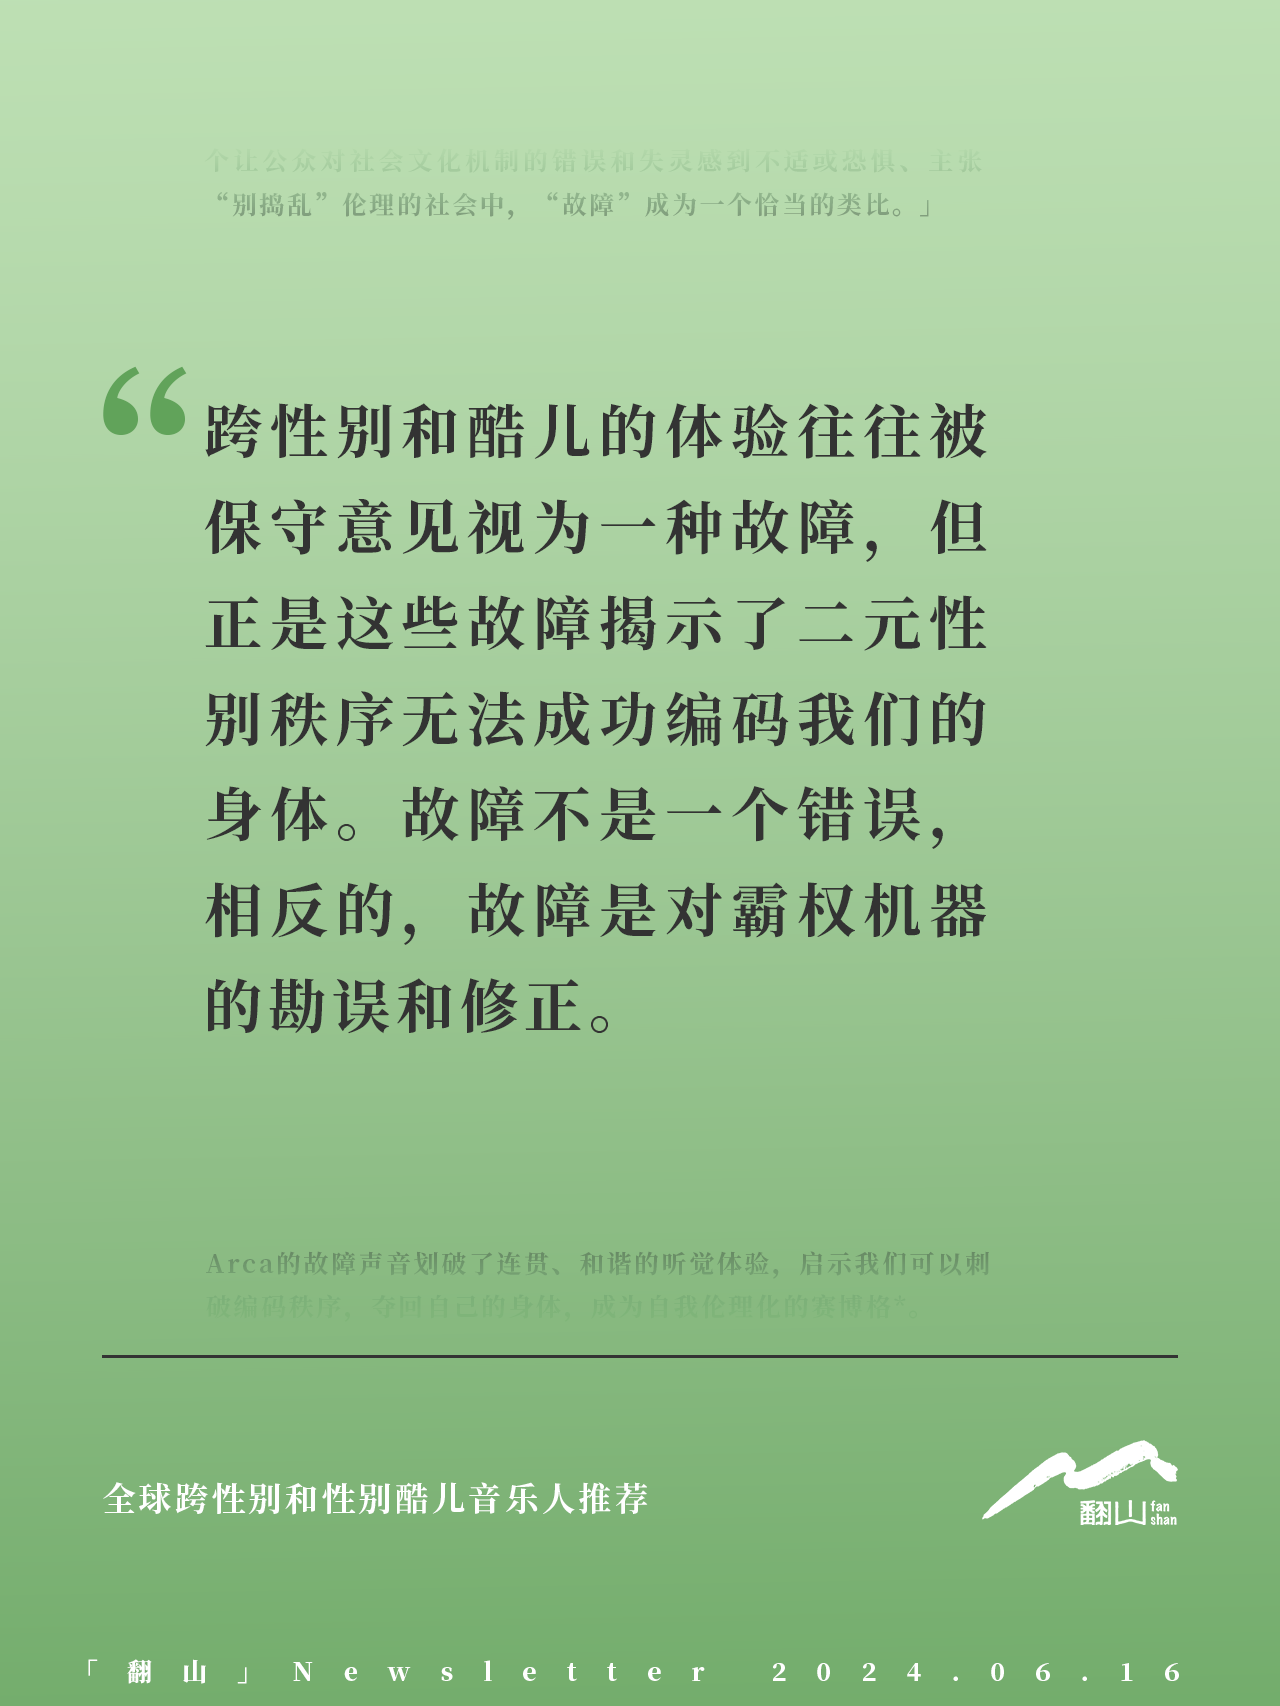 个让公众对社会文化机制的错误和失灵感到不适或恐惧、主张
“别捣乱”伦理的社会中，“故障”成为一个恰当的类比。」
“
跨性别和酷儿的体验往往被
保守意见视为一种故障，但
正是这些故障揭示了二元性
别秩序无法成功编码我们的
身体。故障不是一个错误，
相反的，故障是对霸权机器
的勘误和修正。
Arca的故障声音划破了连贯、和谐的听觉体验，启示我们可以刺
破编码秩序，夺回自己的身体，成为自我伦理化的赛博格*。
全球跨性别和性别酷儿音乐人推荐
翻山 fan shan
「翻山」Newsletter 2024.06.16